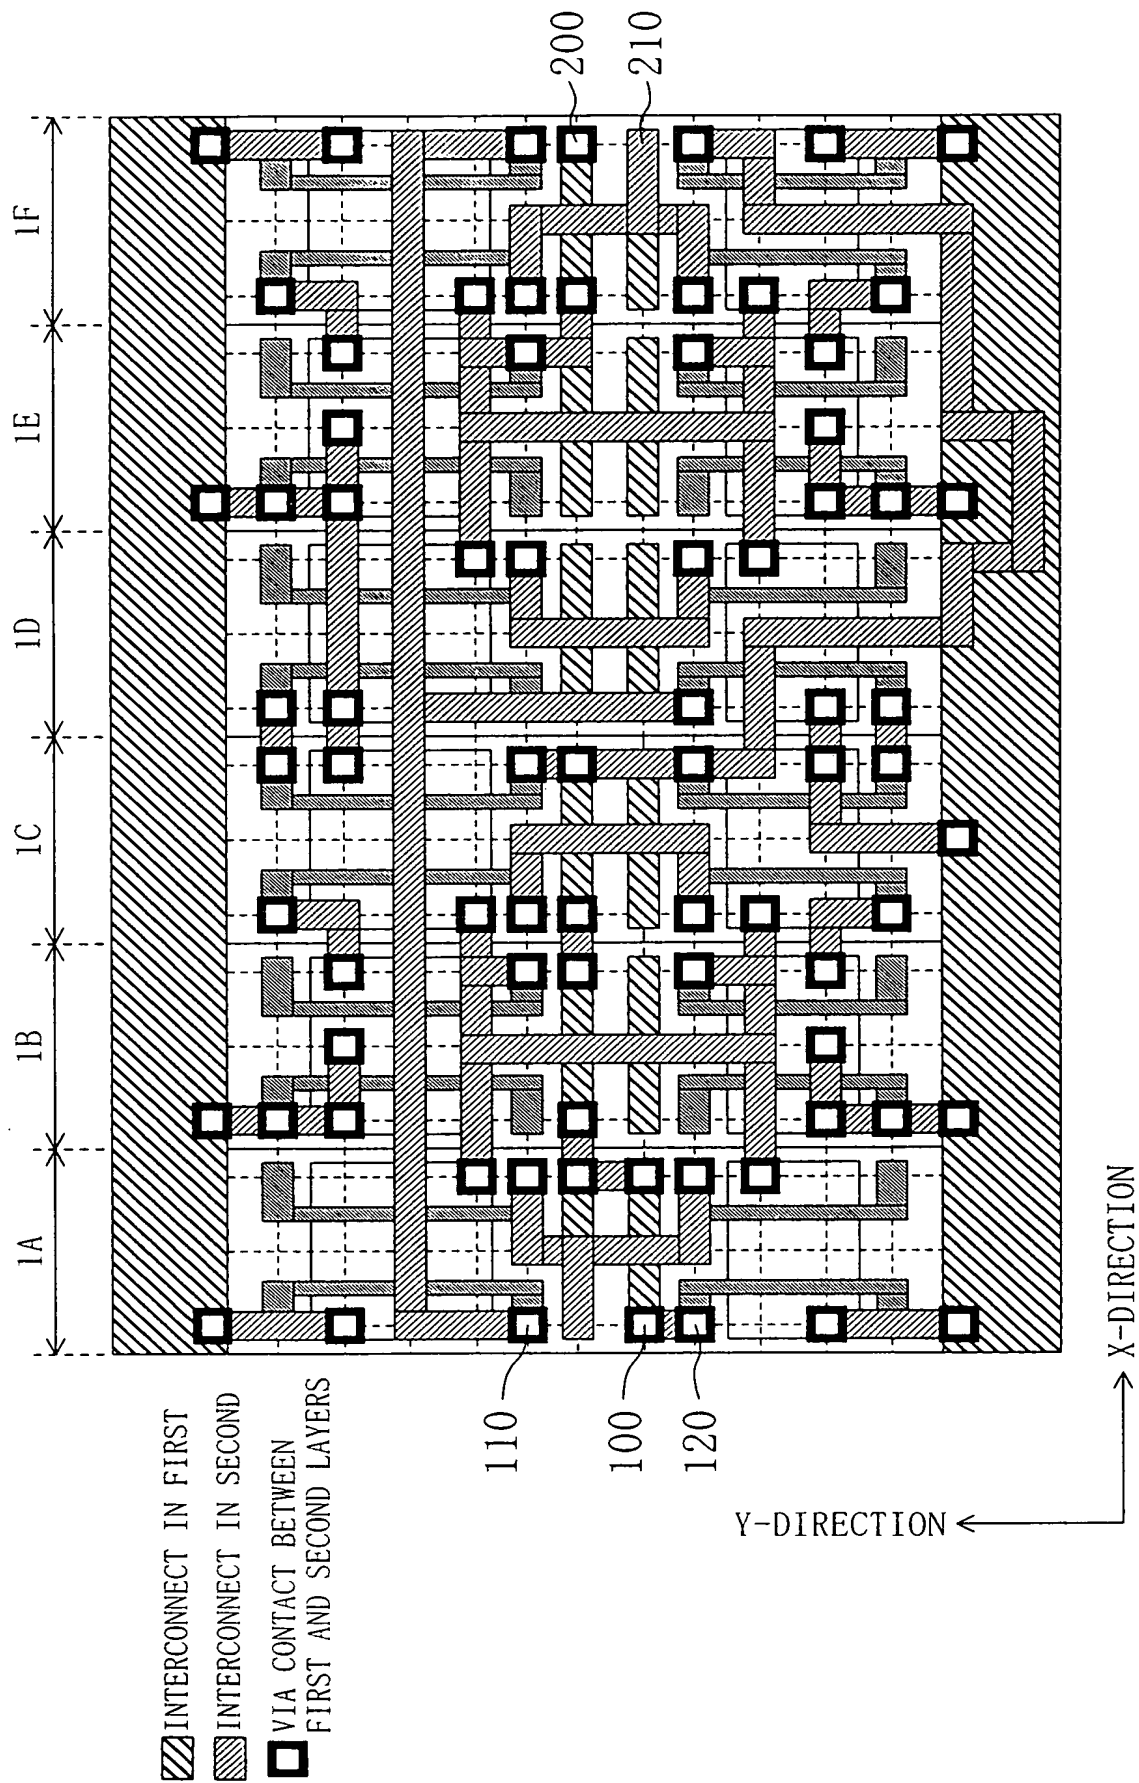 1A
1B
1C
1D
1E
1F
200
210
110
100
120
INTERCONNECT IN FIRST
INTERCONNECT IN SECOND
VIA CONTACT BETWEEN
FIRST AND SECOND LAYERS
Y-DIRECTION
X-DIRECTION